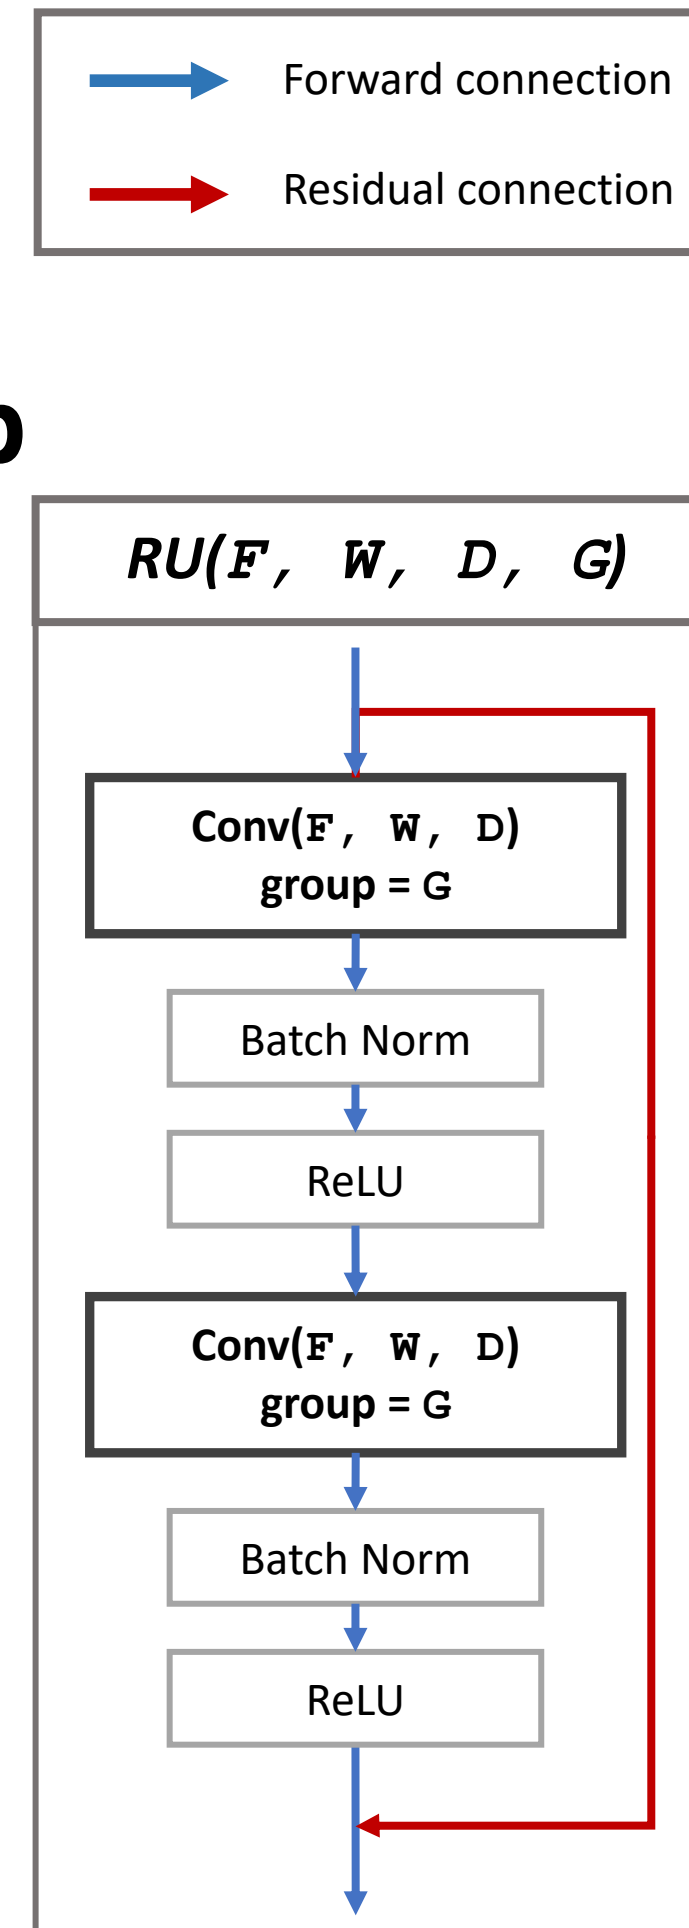 Forward connection
Residual connection
b
RU(F, W, D, G)
Conv(F, W, D)
group = G
Batch Norm
ReLU
Conv(F, W, D)
group = G
Batch Norm
ReLU